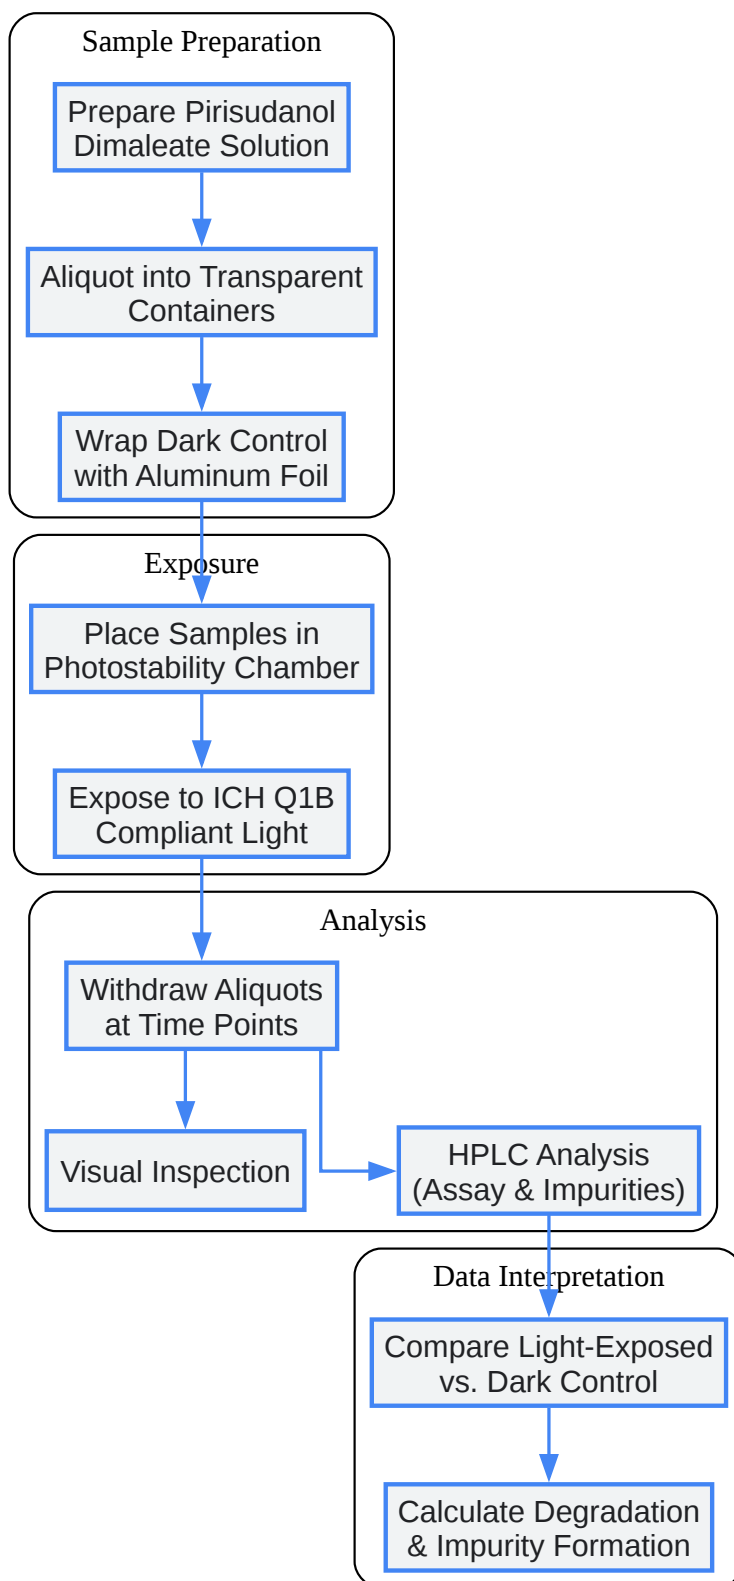 Sample Preparation
Prepare Pirisudanol
Dimaleate Solution
Aliquot into Transparent
Containers
Wrap Dark Control
with Aluminum Foil
Exposure
Place Samples in
Photostability Chamber
Expose to ICH Q1B
Compliant Light
Analysis
Withdraw Aliquots
at Time Points
Visual Inspection
HPLC Analysis
(Assay & Impurities)
Data Interpretation
Compare Light-Exposed
vs. Dark Control
Calculate Degradation
& Impurity Formation